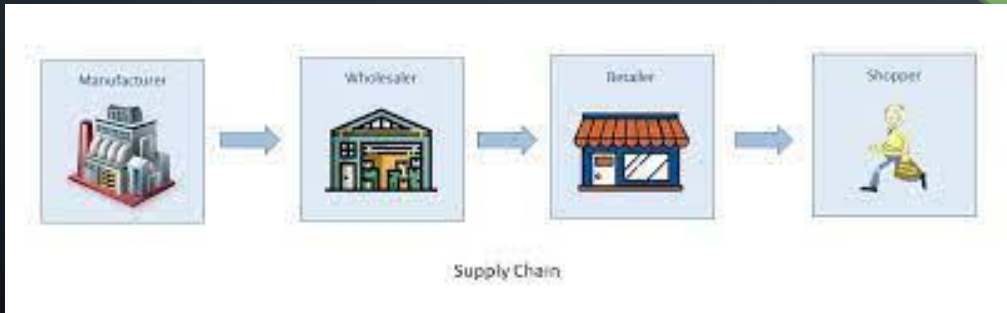 Manufacturer
Wholesaler
Retailer
Shopper
Supply Chain